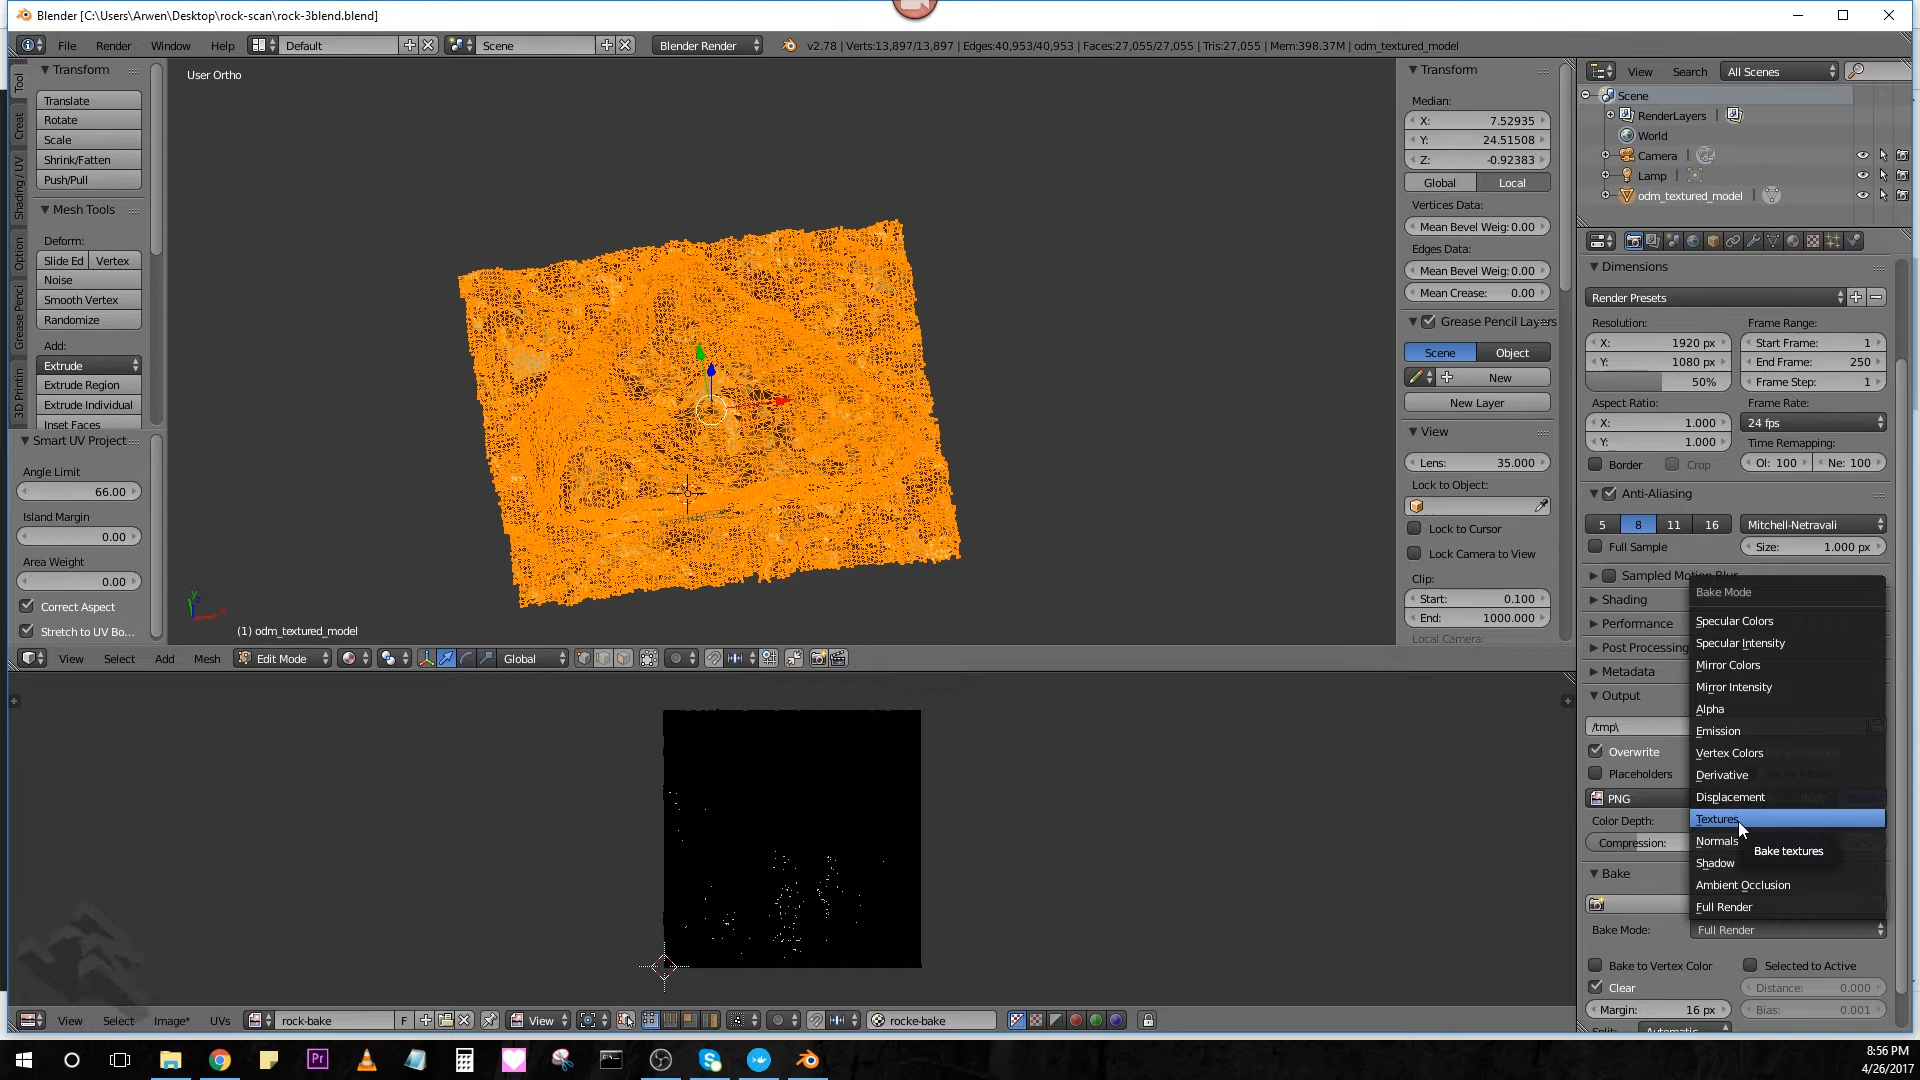 Blender [C:\Users\Arwen\Desktop\rock-scan\rock-3blend.blend]
File Render Window Help Default Scene Blender Render v2.78 | Verts:13,897/13,897 | Edges:40,953/40,953 | Faces:27,055/27,055 | Tris:27,055 | Mem:398.37M | odm_textured_model
Tool
Creat
Shading / UV
Option
Grease Penci
3D Printin
Transform
Translate
Rotate
Scale
Shrink/Fatten
Push/Pull
Mesh Tools
Deform:
Slide Ed Vertex
Noise
Smooth Vertex
Randomize
Add:
Extrude
Extrude Region
Extrude Individual
Inset Faces
Smart UV Project
Angle Limit
66.00
Island Margin
0.00
Area Weight
0.00
Correct Aspect
Stretch to UV Bo...
User Ortho
(1) odm_textured_model
View Select Add Mesh Edit Mode Global
Transform
Median:
X: 7.52935
Y: 24.51508
Z: -0.92383
Global Local
Vertices Data:
Mean Bevel Weig: 0.00
Edges Data:
Mean Bevel Weig: 0.00
Mean Crease: 0.00
Grease Pencil Layers
Scene Object
New
New Layer
View
Lens: 35.000
Lock to Object:
Lock to Cursor
Lock Camera to View
Clip:
Start: 0.100
End: 1000.000
Local Camera:
View Search All Scenes
Scene
RenderLayers
World
Camera
Lamp
odm_textured_model
Dimensions
Render Presets
Resolution: Frame Range:
X: 1920 px Start Frame: 1
Y: 1080 px End Frame: 250
50% Frame Step: 1
Aspect Ratio: Frame Rate:
X: 1.000 24 fps
Y: 1.000 Time Remapping:
Border Crop Ol: 100 Ne: 100
Anti-Aliasing
5 8 11 16 Mitchell-Netravali
Full Sample Size: 1.000 px
Sampled Motion Blur
Shading
Performance
Post Processing
Metadata
Output
/tmp\
Overwrite
Placeholders
PNG
Color Depth:
Compression:
Bake
Bake Mode
Specular Colors
Specular Intensity
Mirror Colors
Mirror Intensity
Alpha
Emission
Vertex Colors
Derivative
Displacement
Textures
Normals
Bake textures
Shadow
Ambient Occlusion
Full Render
Bake Mode: Full Render
Bake to Vertex Color Selected to Active
Clear Distance: 0.000
Margin: 16 px Bias: 0.001
Split: Automatic
View Select Image* UVs rock-bake F View rocke-bake
8:56 PM
4/26/2017